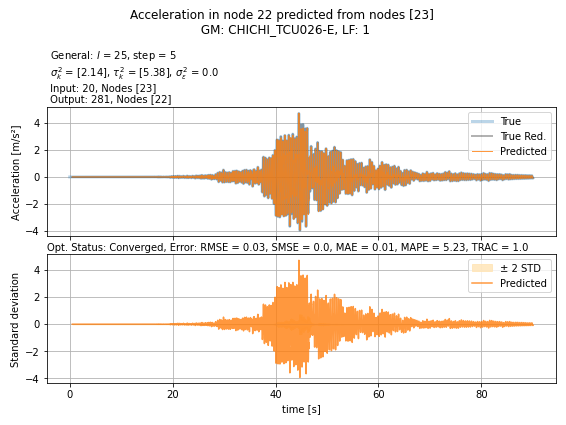 Acceleration in node 22 predicted from nodes [23]
GM: CHICHI_TCU026-E, LF: 1
General: l = 25, step = 5
σ²ₖ = [2.14], τ²ₖ = [5.38], σ²ε = 0.0
Input: 20, Nodes [23]
Output: 281, Nodes [22]
Acceleration [m/s²]
4
2
0
−2
−4
True
True Red.
Predicted
Opt. Status: Converged, Error: RMSE = 0.03, SMSE = 0.0, MAE = 0.01, MAPE = 5.23, TRAC = 1.0
Standard deviation
4
2
0
−2
−4
± 2 STD
Predicted
0 20 40 60 80
time [s]